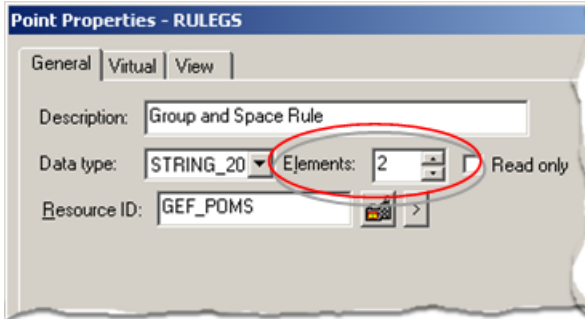 Point Properties - RULEGS
General Virtual View
Description: Group and Space Rule
Data type: STRING_20 Elements: 2 Read only
Resource ID: GEF_POMS >